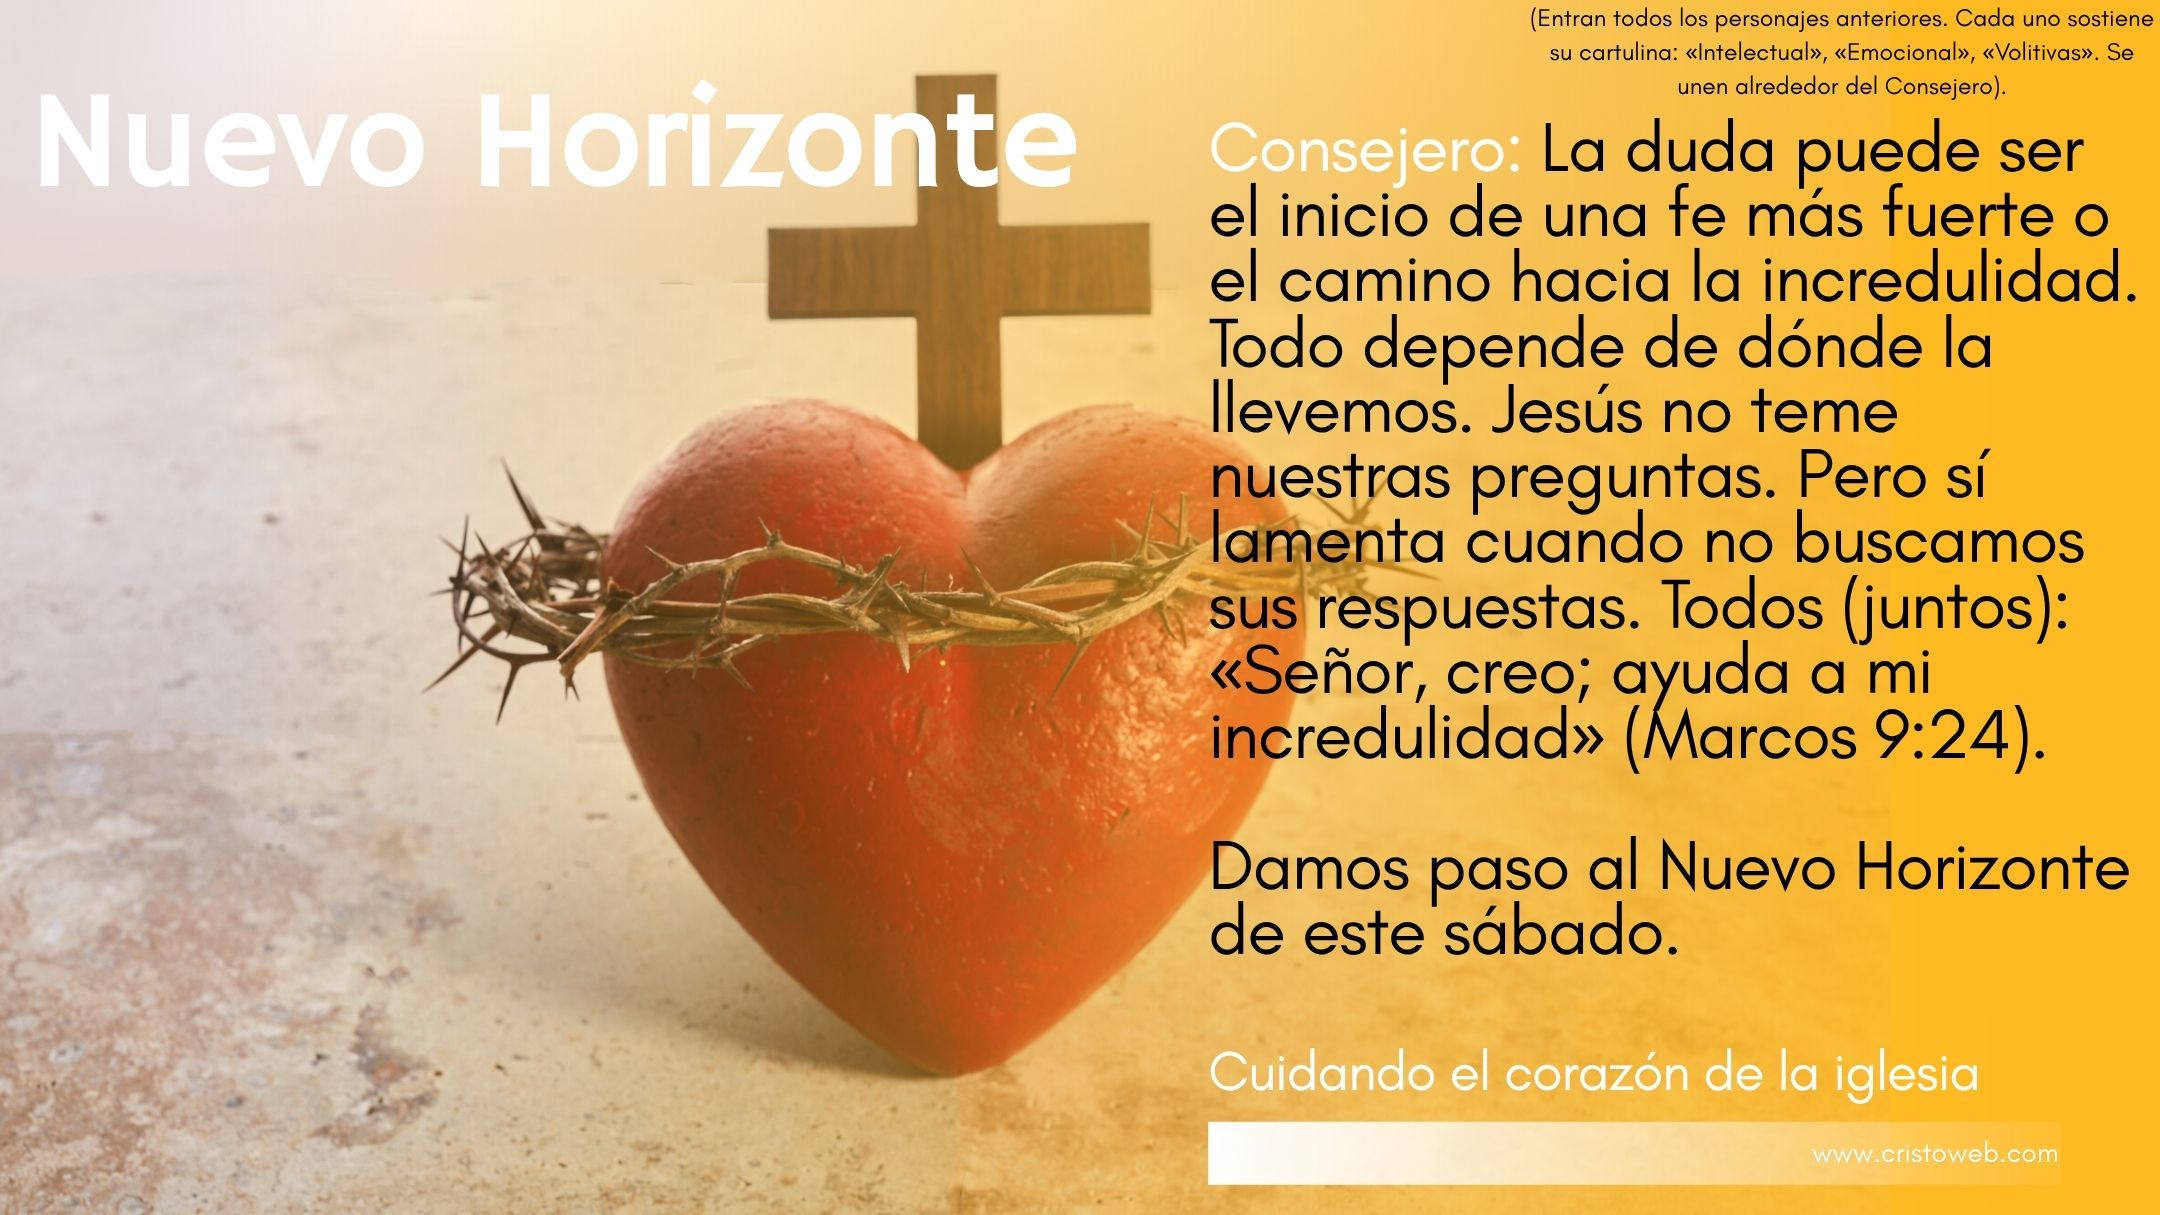 (Entran todos los personajes anteriores. Cada uno sostiene
su cartulina: «Intelectual», «Emocional», «Volitivas». Se
unen alrededor del Consejero).
Nuevo Horizonte
Consejero: La duda puede ser
el inicio de una fe más fuerte o
el camino hacia la incredulidad.
Todo depende de dónde la
llevemos. Jesús no teme
nuestras preguntas. Pero sí
lamenta cuando no buscamos
sus respuestas. Todos (juntos):
«Señor, creo; ayuda a mi
incredulidad» (Marcos 9:24).
Damos paso al Nuevo Horizonte
de este sábado.
Cuidando el corazón de la iglesia
www.cristoweb.com